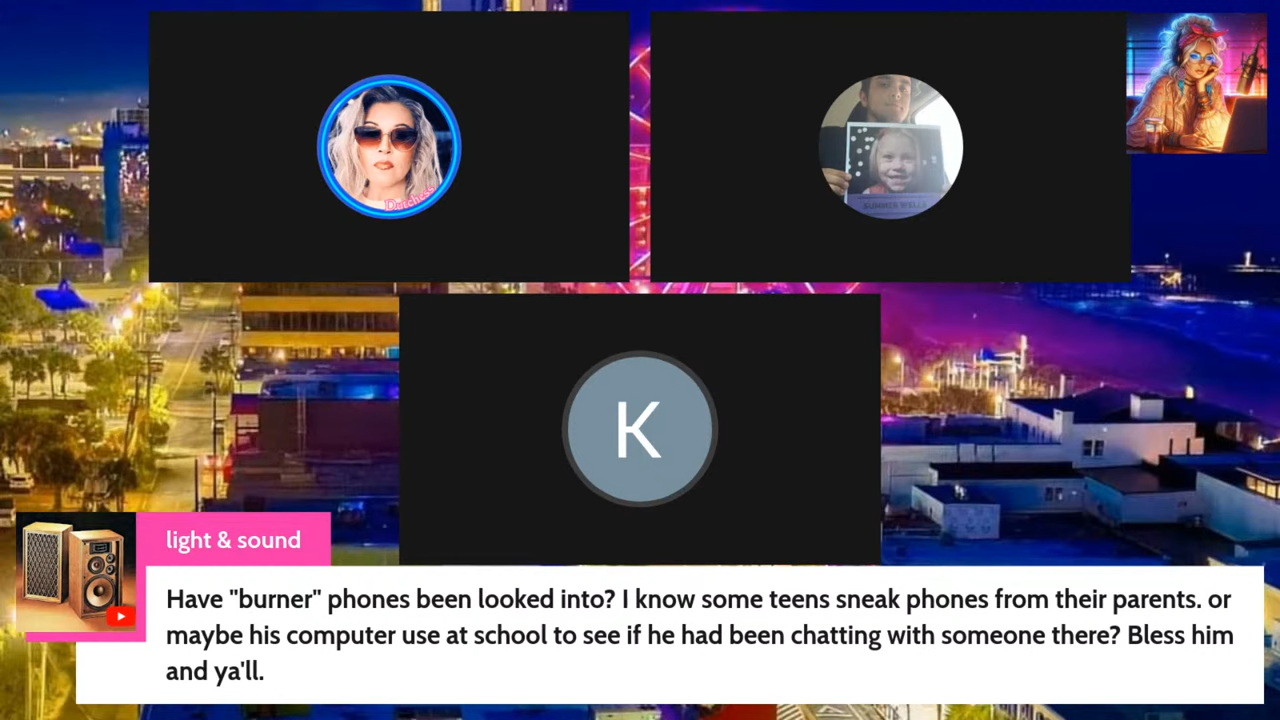 Dutchess
SUMMER WELLS
K
light & sound
Have "burner" phones been looked into? I know some teens sneak phones from their parents. or
maybe his computer use at school to see if he had been chatting with someone there? Bless him
and ya'll.